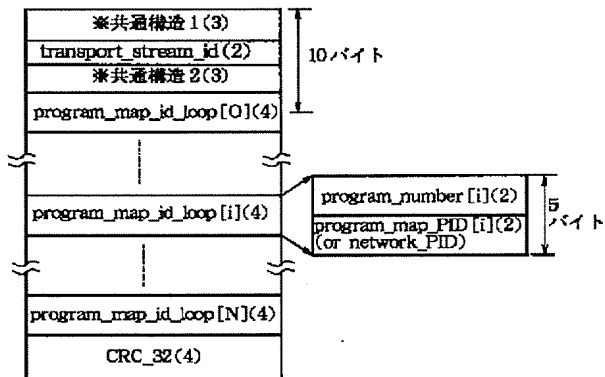 ※共通構造1(3)
transport_stream_id(2)
※共通構造2(3)
program_map_id_loop[0](4)
10バイト
program_map_id_loop[i](4)
program_number[i](2)
program_map_PID[i](2)
(or network_PID)
5
バイト
program_map_id_loop[N](4)
CRC_32(4)